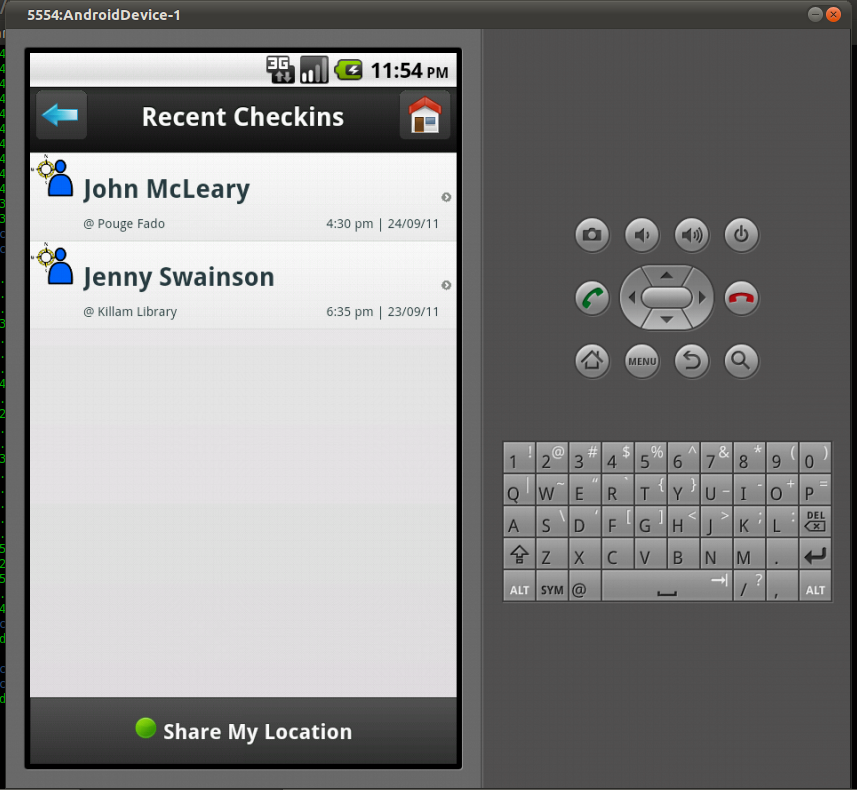 5554:AndroidDevice-1
3G 11:54 PM
Recent Checkins
John McLeary
@ Pouge Fado 4:30 pm | 24/09/11
Jenny Swainson
@ Killam Library 6:35 pm | 23/09/11
Share My Location
MENU
1 ! 2 @ 3 # 4 $ 5 % 6 ^ 7 & 8 * 9 ( 0 )
Q | W ~ E " R ` T { Y } U _ I - O + P =
A S \ D ' F [ G ] H < J > K ; L : DEL
Z X C V B N M .
ALT SYM @ / ? , ALT